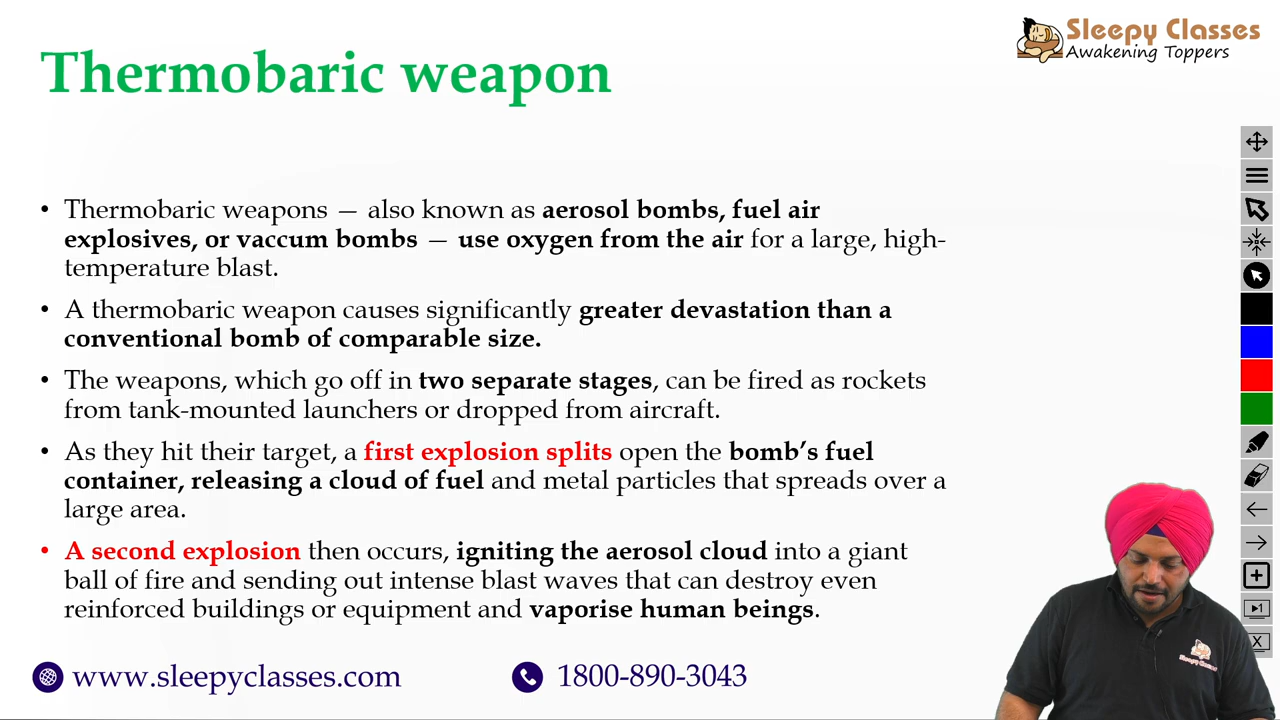 Sleepy Classes
Awakening Toppers
Thermobaric weapon
• Thermobaric weapons — also known as aerosol bombs, fuel air
explosives, or vaccum bombs — use oxygen from the air for a large, high-
temperature blast.
• A thermobaric weapon causes significantly greater devastation than a
conventional bomb of comparable size.
• The weapons, which go off in two separate stages, can be fired as rockets
from tank-mounted launchers or dropped from aircraft.
• As they hit their target, a first explosion splits open the bomb’s fuel
container, releasing a cloud of fuel and metal particles that spreads over a
large area.
• A second explosion then occurs, igniting the aerosol cloud into a giant
ball of fire and sending out intense blast waves that can destroy even
reinforced buildings or equipment and vaporise human beings.
www.sleepyclasses.com
1800-890-3043
1
X
Sleepy Classes